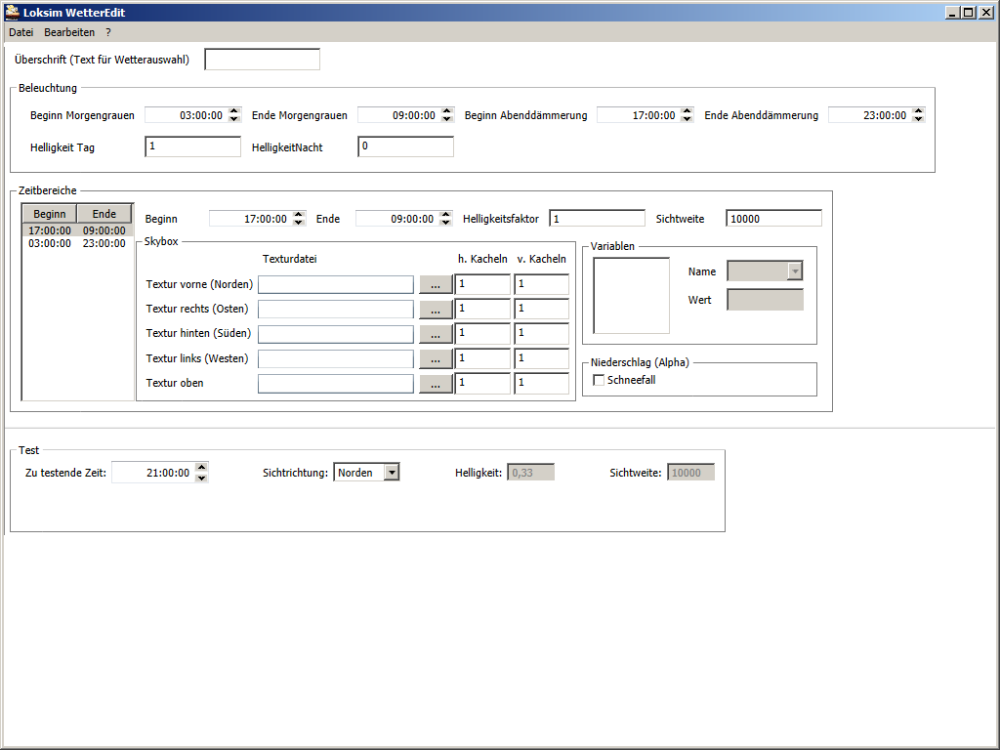 Loksim WetterEdit
Datei Bearbeiten ?
Überschrift (Text für Wetterauswahl)
Beleuchtung
Beginn Morgengrauen 03:00:00 Ende Morgengrauen 09:00:00 Beginn Abenddämmerung 17:00:00 Ende Abenddämmerung 23:00:00
Helligkeit Tag 1 HelligkeitNacht 0
Zeitbereiche
Beginn Ende
17:00:00 09:00:00
03:00:00 23:00:00
Beginn 17:00:00 Ende 09:00:00 Helligkeitsfaktor 1 Sichtweite 10000
Skybox
Texturdatei h. Kacheln v. Kacheln
Textur vorne (Norden) ... 1 1
Textur rechts (Osten) ... 1 1
Textur hinten (Süden) ... 1 1
Textur links (Westen) ... 1 1
Textur oben ... 1 1
Variablen
Name
Wert
Niederschlag (Alpha)
Schneefall
Test
Zu testende Zeit: 21:00:00 Sichtrichtung: Norden Helligkeit: 0,33 Sichtweite: 10000